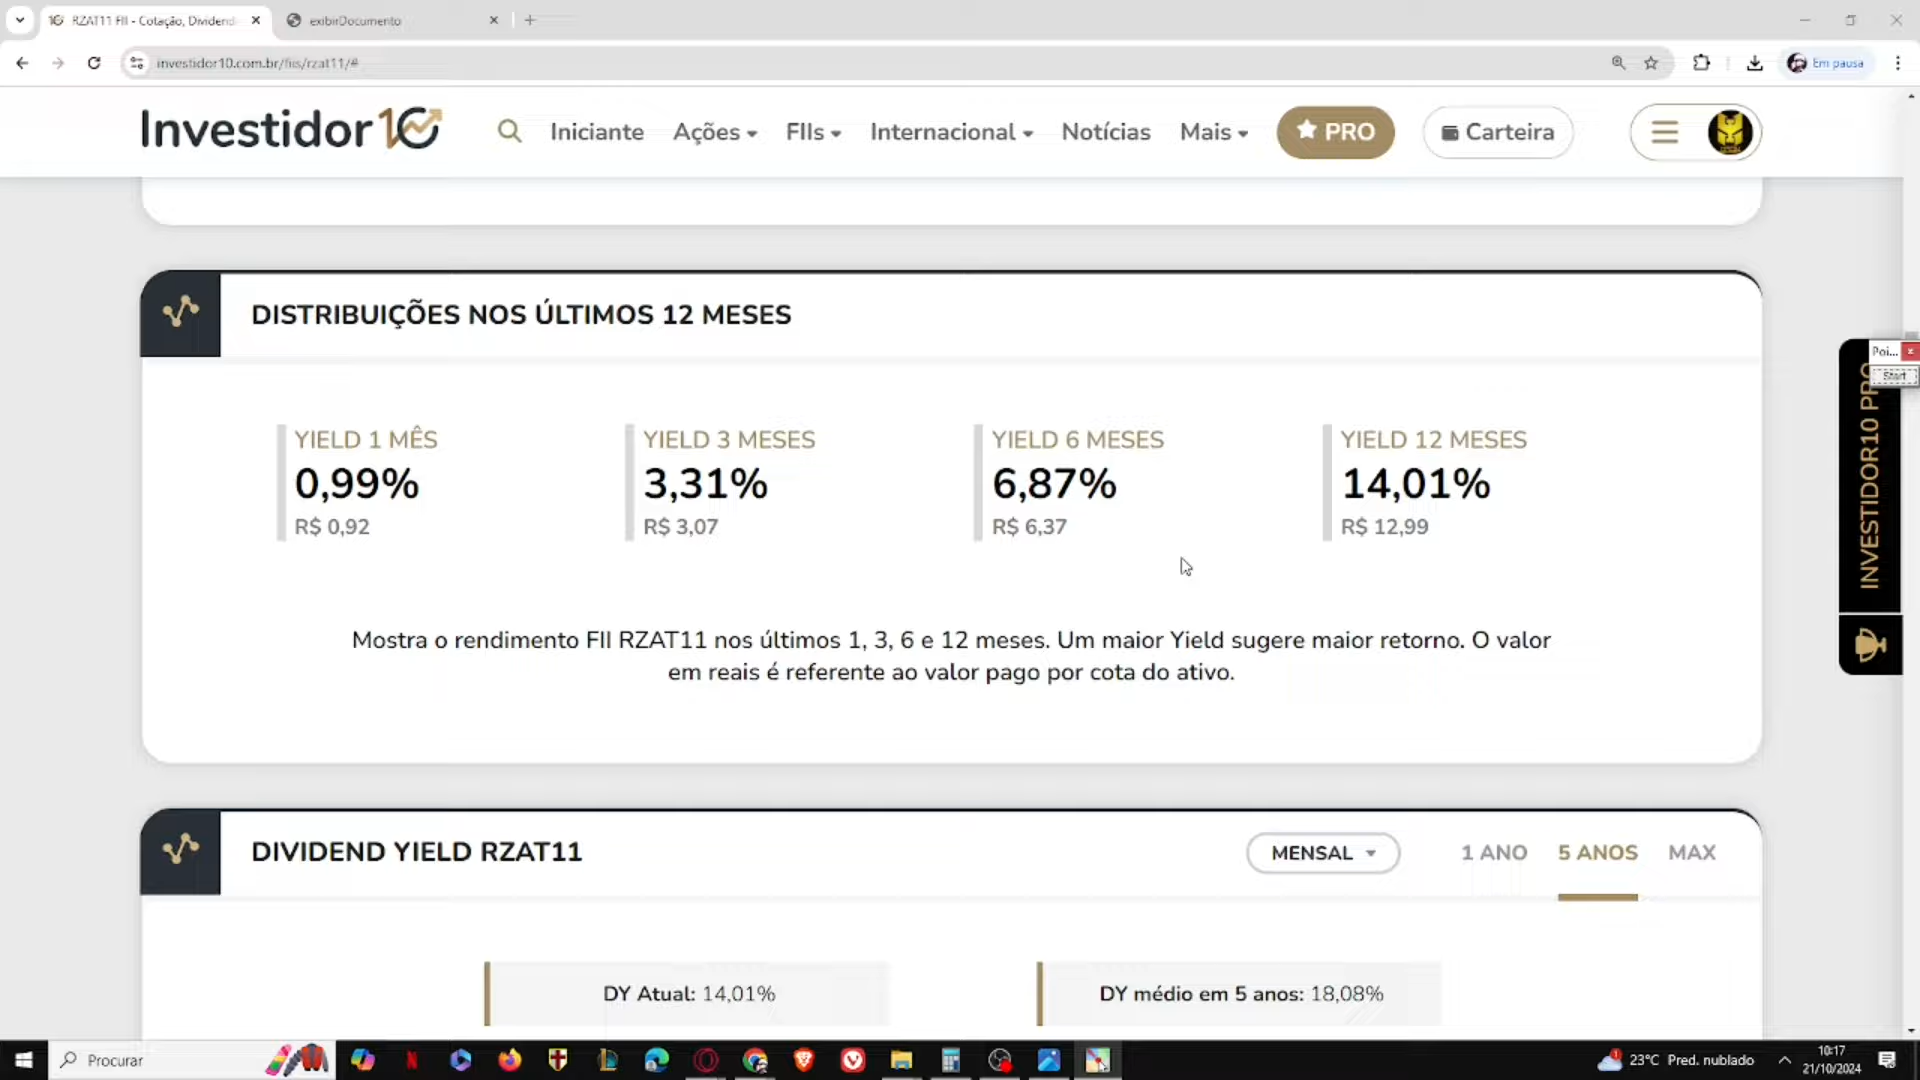 RZAT11 FII - Cotação, Dividend
exibirDocumento
investidor10.com.br/fiis/rzat11/#
Em pausa
Investidor10
Iniciante
Ações
FIIs
Internacional
Notícias
Mais
PRO
Carteira
DISTRIBUIÇÕES NOS ÚLTIMOS 12 MESES
Poi...
Start
INVESTIDOR10 PRO
YIELD 1 MÊS
0,99%
R$ 0,92
YIELD 3 MESES
3,31%
R$ 3,07
YIELD 6 MESES
6,87%
R$ 6,37
YIELD 12 MESES
14,01%
R$ 12,99
Mostra o rendimento FII RZAT11 nos últimos 1, 3, 6 e 12 meses. Um maior Yield sugere maior retorno. O valor
em reais é referente ao valor pago por cota do ativo.
DIVIDEND YIELD RZAT11
MENSAL
1 ANO
5 ANOS
MAX
DY Atual: 14,01%
DY médio em 5 anos: 18,08%
Procurar
23°C Pred. nublado
10:17
21/10/2024